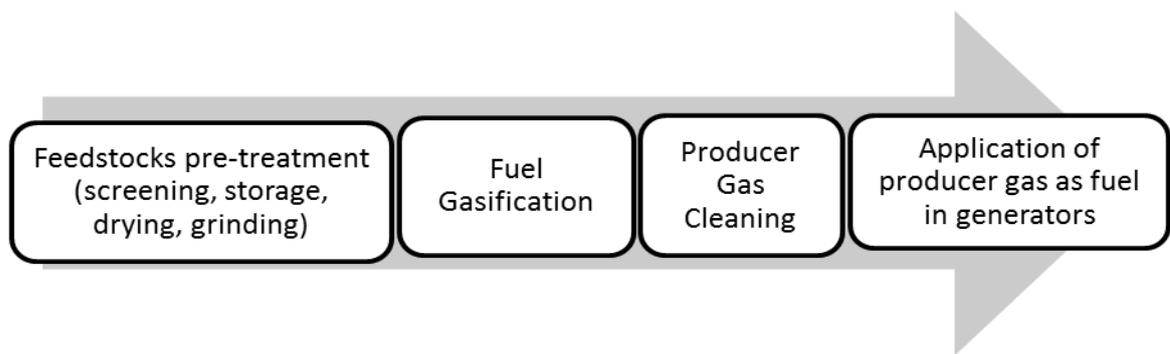 Feedstocks pre-treatment
(screening, storage,
drying, grinding)
Fuel
Gasification
Producer
Gas
Cleaning
Application of
producer gas as fuel
in generators